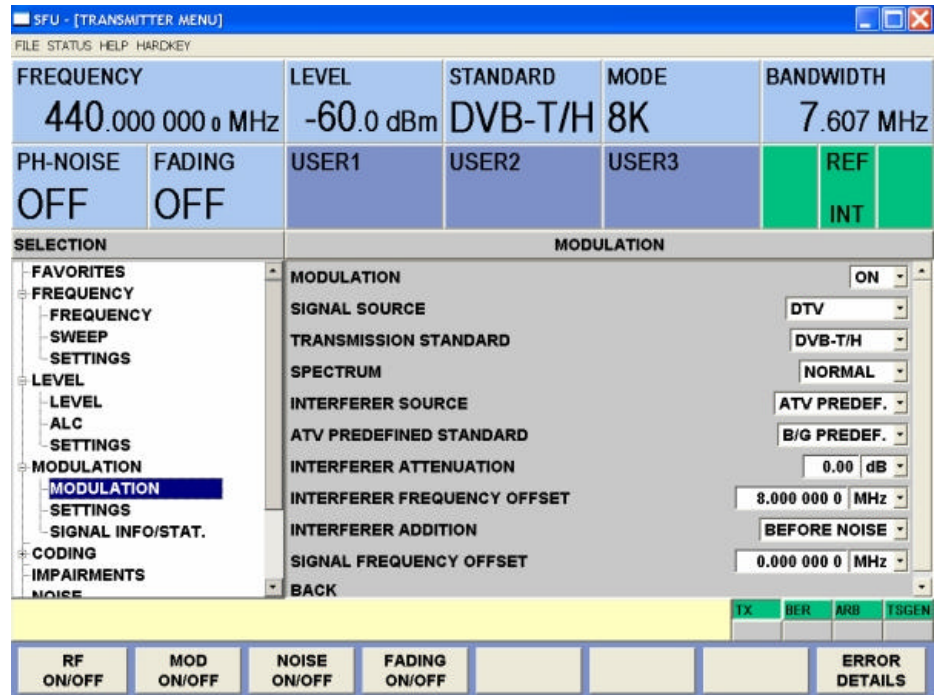 SFU - [TRANSMITTER MENU]
FILE STATUS HELP HARDKEY
FREQUENCY LEVEL STANDARD MODE BANDWIDTH
440.000 000 0 MHz -60.0 dBm DVB-T/H 8K 7.607 MHz
PH-NOISE FADING USER1 USER2 USER3 REF
OFF OFF INT
SELECTION MODULATION
FAVORITES
FREQUENCY
FREQUENCY
SWEEP
SETTINGS
LEVEL
LEVEL
ALC
SETTINGS
MODULATION
MODULATION
SETTINGS
SIGNAL INFO/STAT.
CODING
IMPAIRMENTS
NOISE
MODULATION ON
SIGNAL SOURCE DTV
TRANSMISSION STANDARD DVB-T/H
SPECTRUM NORMAL
INTERFERER SOURCE ATV PREDEF.
ATV PREDEFINED STANDARD B/G PREDEF.
INTERFERER ATTENUATION 0.00 dB
INTERFERER FREQUENCY OFFSET 8.000 000 0 MHz
INTERFERER ADDITION BEFORE NOISE
SIGNAL FREQUENCY OFFSET 0.000 000 0 MHz
BACK
TX BER ARB TSGEN
RF MOD NOISE FADING ERROR
ON/OFF ON/OFF ON/OFF ON/OFF DETAILS